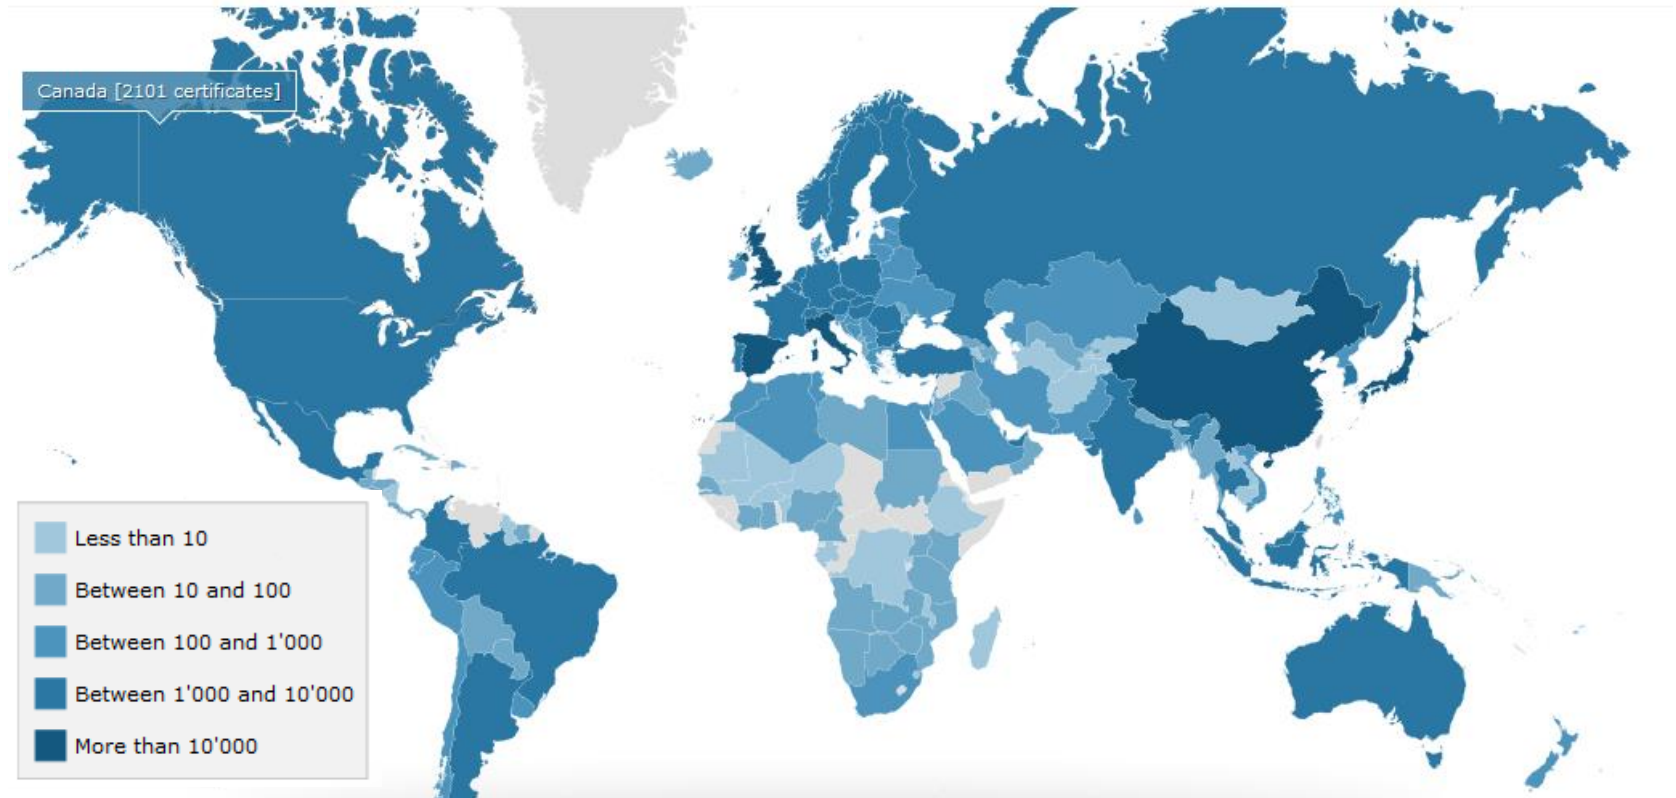 Canada [2101 certificates]
Less than 10
Between 10 and 100
Between 100 and 1'000
Between 1'000 and 10'000
More than 10'000